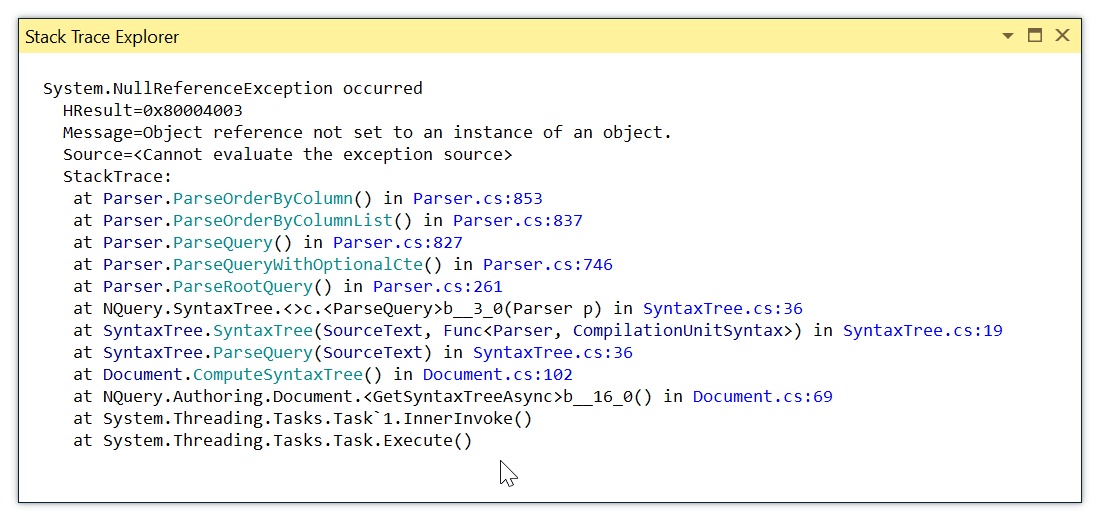 Stack Trace Explorer
System.NullReferenceException occurred
HResult=0x80004003
Message=Object reference not set to an instance of an object.
Source=<Cannot evaluate the exception source>
StackTrace:
at Parser.ParseOrderByColumn() in Parser.cs:853
at Parser.ParseOrderByColumnList() in Parser.cs:837
at Parser.ParseQuery() in Parser.cs:827
at Parser.ParseQueryWithOptionalCte() in Parser.cs:746
at Parser.ParseRootQuery() in Parser.cs:261
at NQuery.SyntaxTree.<>c.<ParseQuery>b__3_0(Parser p) in SyntaxTree.cs:36
at SyntaxTree.SyntaxTree(SourceText, Func<Parser, CompilationUnitSyntax>) in SyntaxTree.cs:19
at SyntaxTree.ParseQuery(SourceText) in SyntaxTree.cs:36
at Document.ComputeSyntaxTree() in Document.cs:102
at NQuery.Authoring.Document.<GetSyntaxTreeAsync>b__16_0() in Document.cs:69
at System.Threading.Tasks.Task`1.InnerInvoke()
at System.Threading.Tasks.Task.Execute()